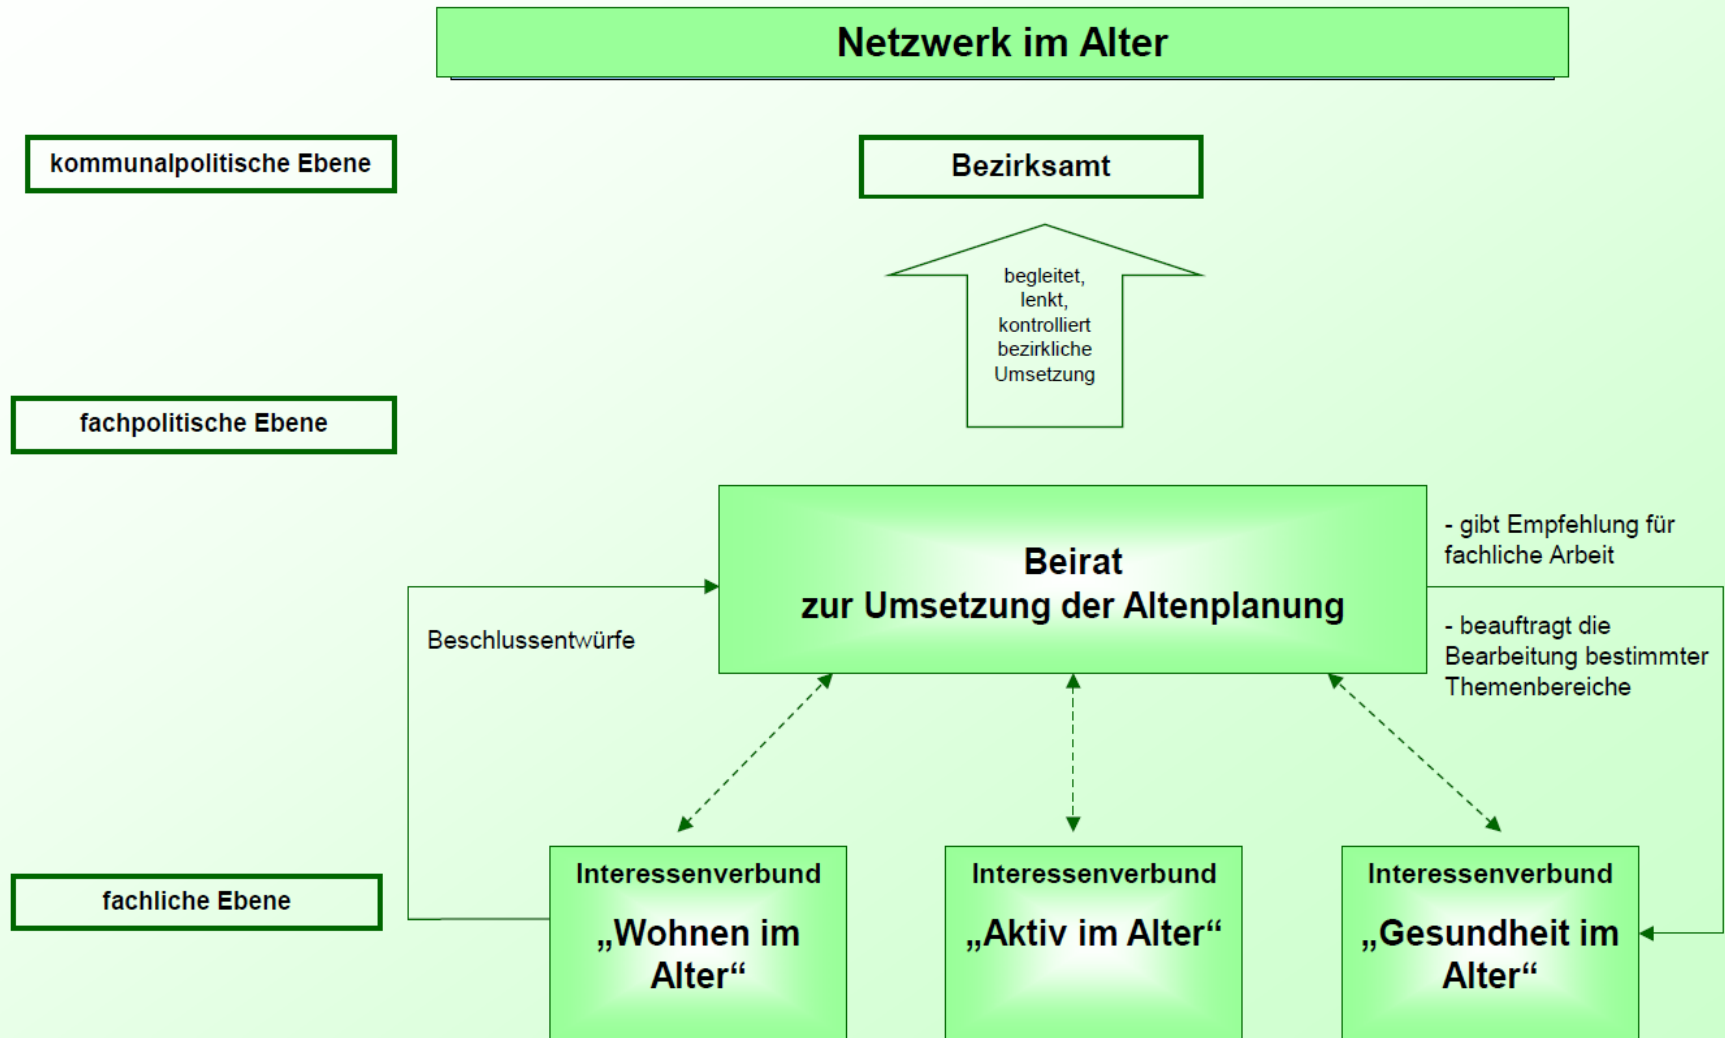 Netzwerk im Alter
kommunalpolitische Ebene
Bezirksamt
begleitet,
lenkt,
kontrolliert
bezirkliche
Umsetzung
fachpolitische Ebene
Beirat
zur Umsetzung der Altenplanung
- gibt Empfehlung für
fachliche Arbeit
- beauftragt die
Bearbeitung bestimmter
Themenbereiche
Beschlussentwürfe
fachliche Ebene
Interessenverbund
„Wohnen im
Alter“
Interessenverbund
„Aktiv im Alter“
Interessenverbund
„Gesundheit im
Alter“